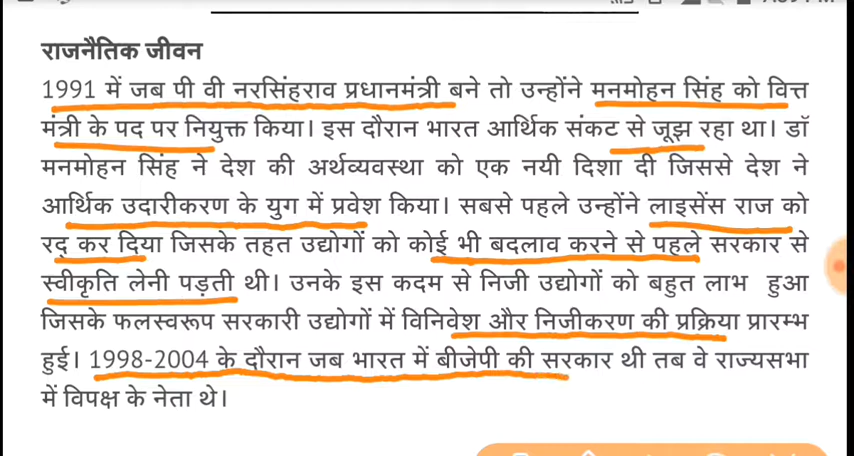 राजनैतिक जीवन
1991 में जब पी वी नरसिंहराव प्रधानमंत्री बने तो उन्होंने मनमोहन सिंह को वित्त
मंत्री के पद पर नियुक्त किया। इस दौरान भारत आर्थिक संकट से जूझ रहा था। डॉ
मनमोहन सिंह ने देश की अर्थव्यवस्था को एक नयी दिशा दी जिससे देश ने
आर्थिक उदारीकरण के युग में प्रवेश किया। सबसे पहले उन्होंने लाइसेंस राज को
रद् कर दिया जिसके तहत उद्योगों को कोई भी बदलाव करने से पहले सरकार से
स्वीकृति लेनी पड़ती थी। उनके इस कदम से निजी उद्योगों को बहुत लाभ हुआ
जिसके फलस्वरूप सरकारी उद्योगों में विनिवेश और निजीकरण की प्रक्रिया प्रारम्भ
हुई। 1998-2004 के दौरान जब भारत में बीजेपी की सरकार थी तब वे राज्यसभा
में विपक्ष के नेता थे।